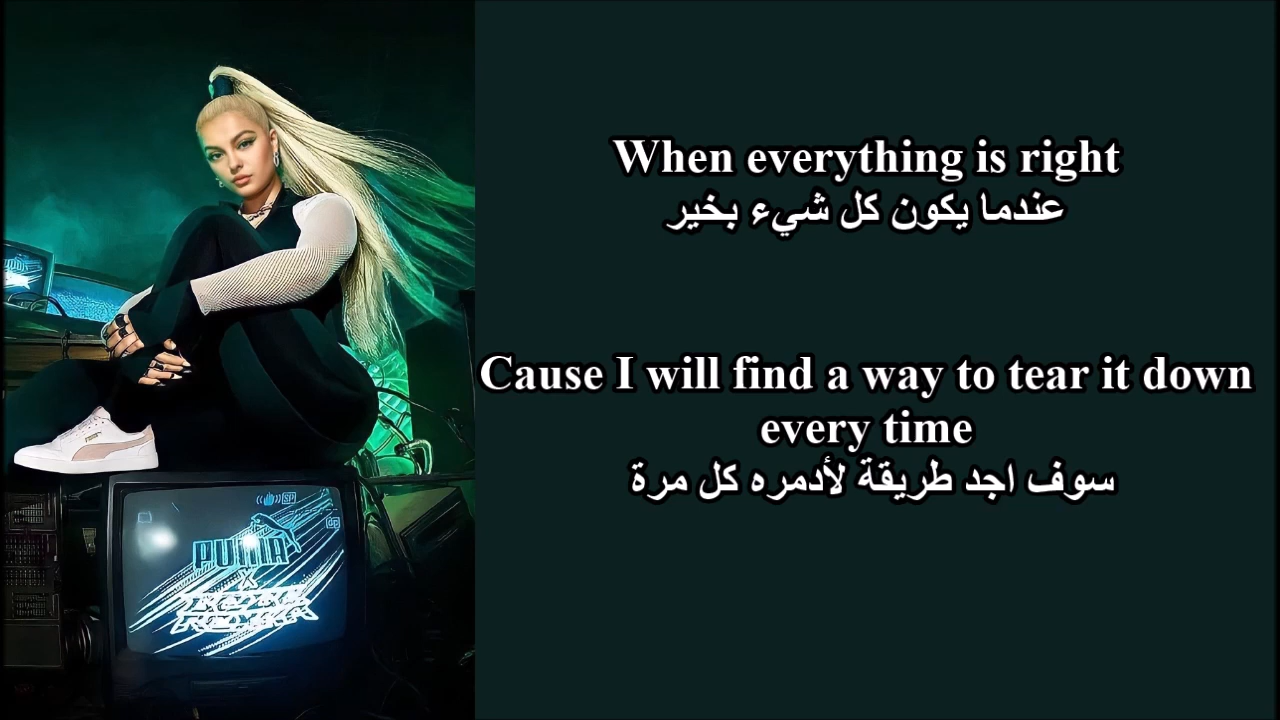 When everything is right
عندما يكون كل شيء بخير
Cause I will find a way to tear it down
every time
سوف اجد طريقة لأدمره كل مرة
SP
PUMA
X